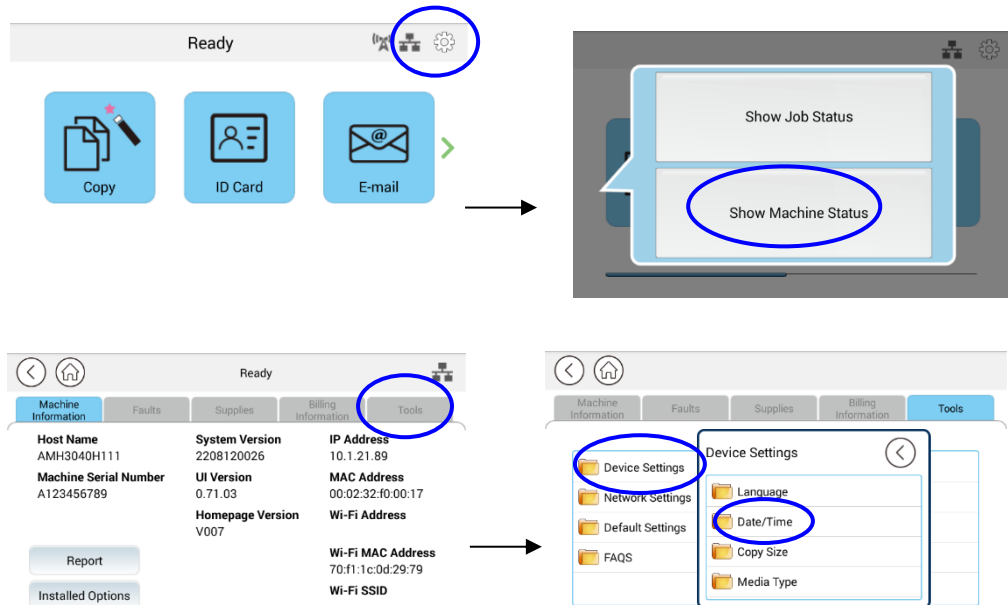 Ready
Copy
ID Card
E-mail
Show Job Status
Show Machine Status
Ready
Machine Information
Faults
Supplies
Billing Information
Tools
Host Name
AMH3040H111
Machine Serial Number
A123456789
System Version
2208120026
UI Version
0.71.03
Homepage Version
V007
IP Address
10.1.21.89
MAC Address
00:02:32:f0:00:17
Wi-Fi Address
Wi-Fi MAC Address
70:f1:1c:0d:29:79
Wi-Fi SSID
Report
Installed Options
Machine Information
Faults
Supplies
Billing Information
Tools
Device Settings
Network Settings
Default Settings
FAQS
Device Settings
Language
Date/Time
Copy Size
Media Type